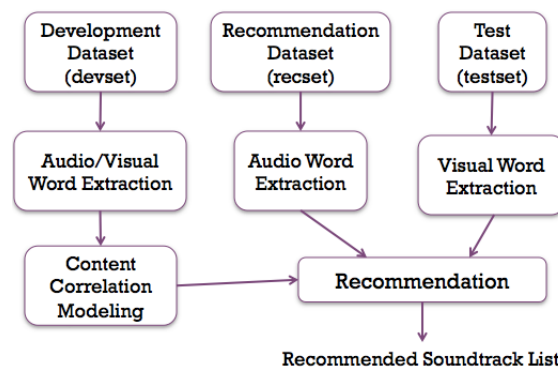 Development
Dataset
(devset)
Recommendation
Dataset
(recset)
Test
Dataset
(testset)
Audio/Visual
Word Extraction
Audio Word
Extraction
Visual Word
Extraction
Content
Correlation
Modeling
Recommendation
Recommended Soundtrack List